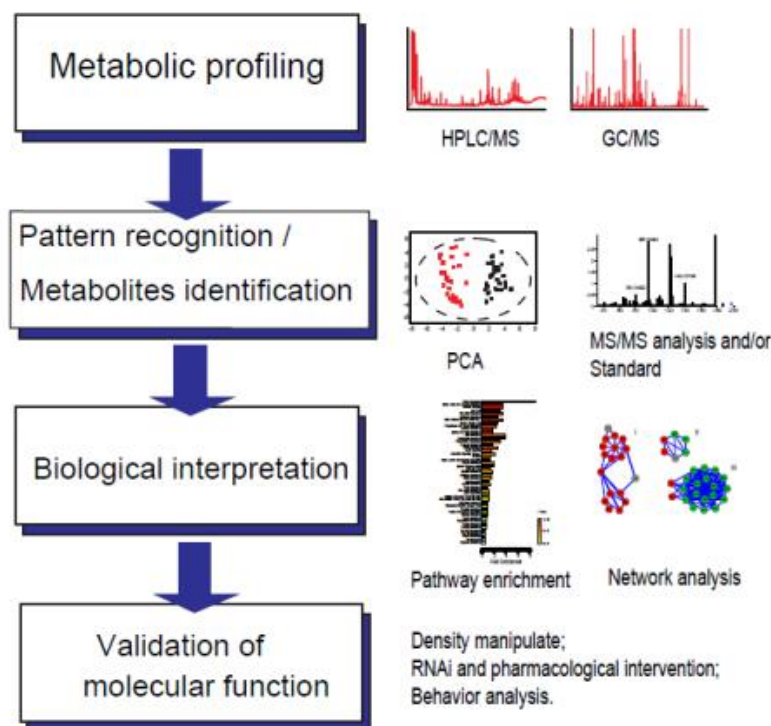 Metabolic profiling
HPLC/MS
GC/MS
Pattern recognition /
Metabolites identification
PCA
MS/MS analysis and/or
Standard
Biological interpretation
Pathway enrichment
Network analysis
Validation of
molecular function
Density manipulate;
RNAi and pharmacological intervention;
Behavior analysis.